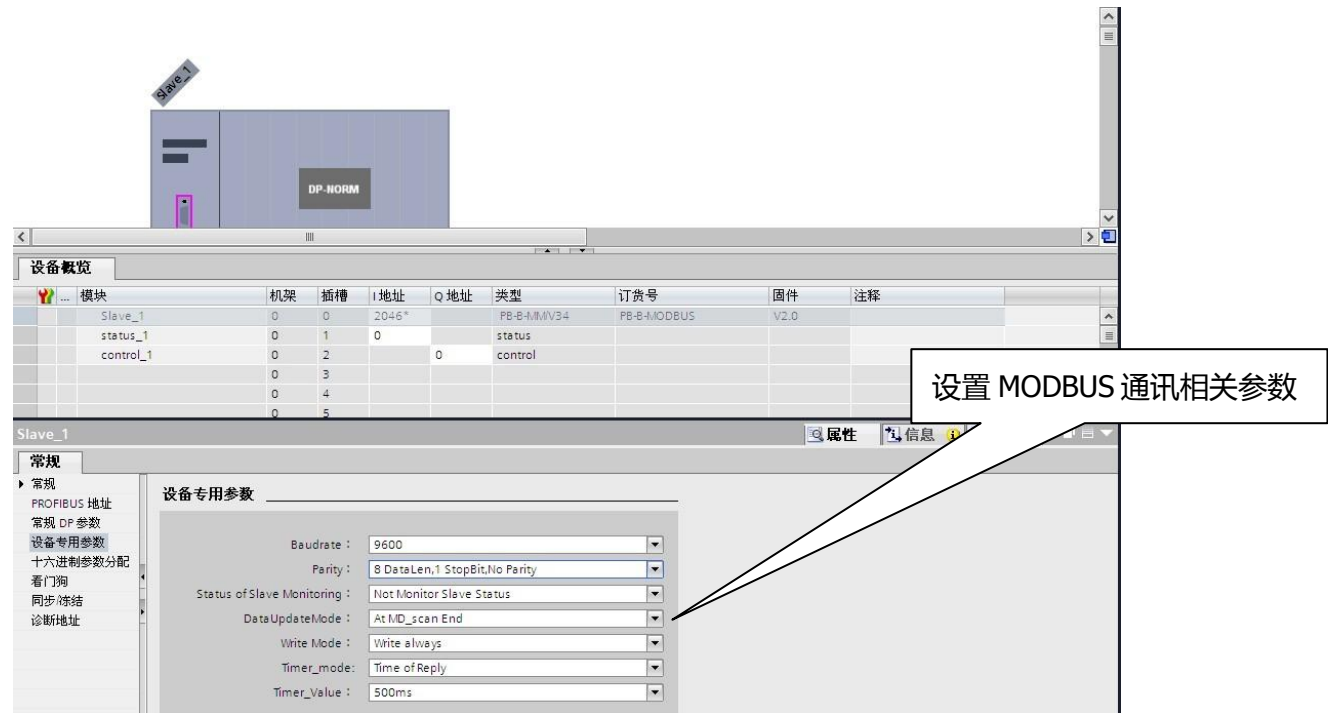 Slave_1
DP-NORM
设备概览
... 模块 机架 插槽 I 地址 Q 地址 类型 订货号 固件 注释
Slave_1 0 0 2046* PB-B-MM/V34 PB-B-MODBUS V2.0
status_1 0 1 0 status
control_1 0 2 0 control
0 3
0 4
0 5
设置 MODBUS 通讯相关参数
Slave_1 属性 信息
常规
常规
PROFIBUS 地址
常规 DP 参数
设备专用参数
十六进制参数分配
看门狗
同步/冻结
诊断地址
设备专用参数
Baudrate: 9600
Parity: 8 DataLen,1 StopBit,No Parity
Status of Slave Monitoring: Not Monitor Slave Status
DataUpdateMode: At MD_scan End
Write Mode: Write always
Timer_mode: Time of Reply
Timer_Value: 500ms